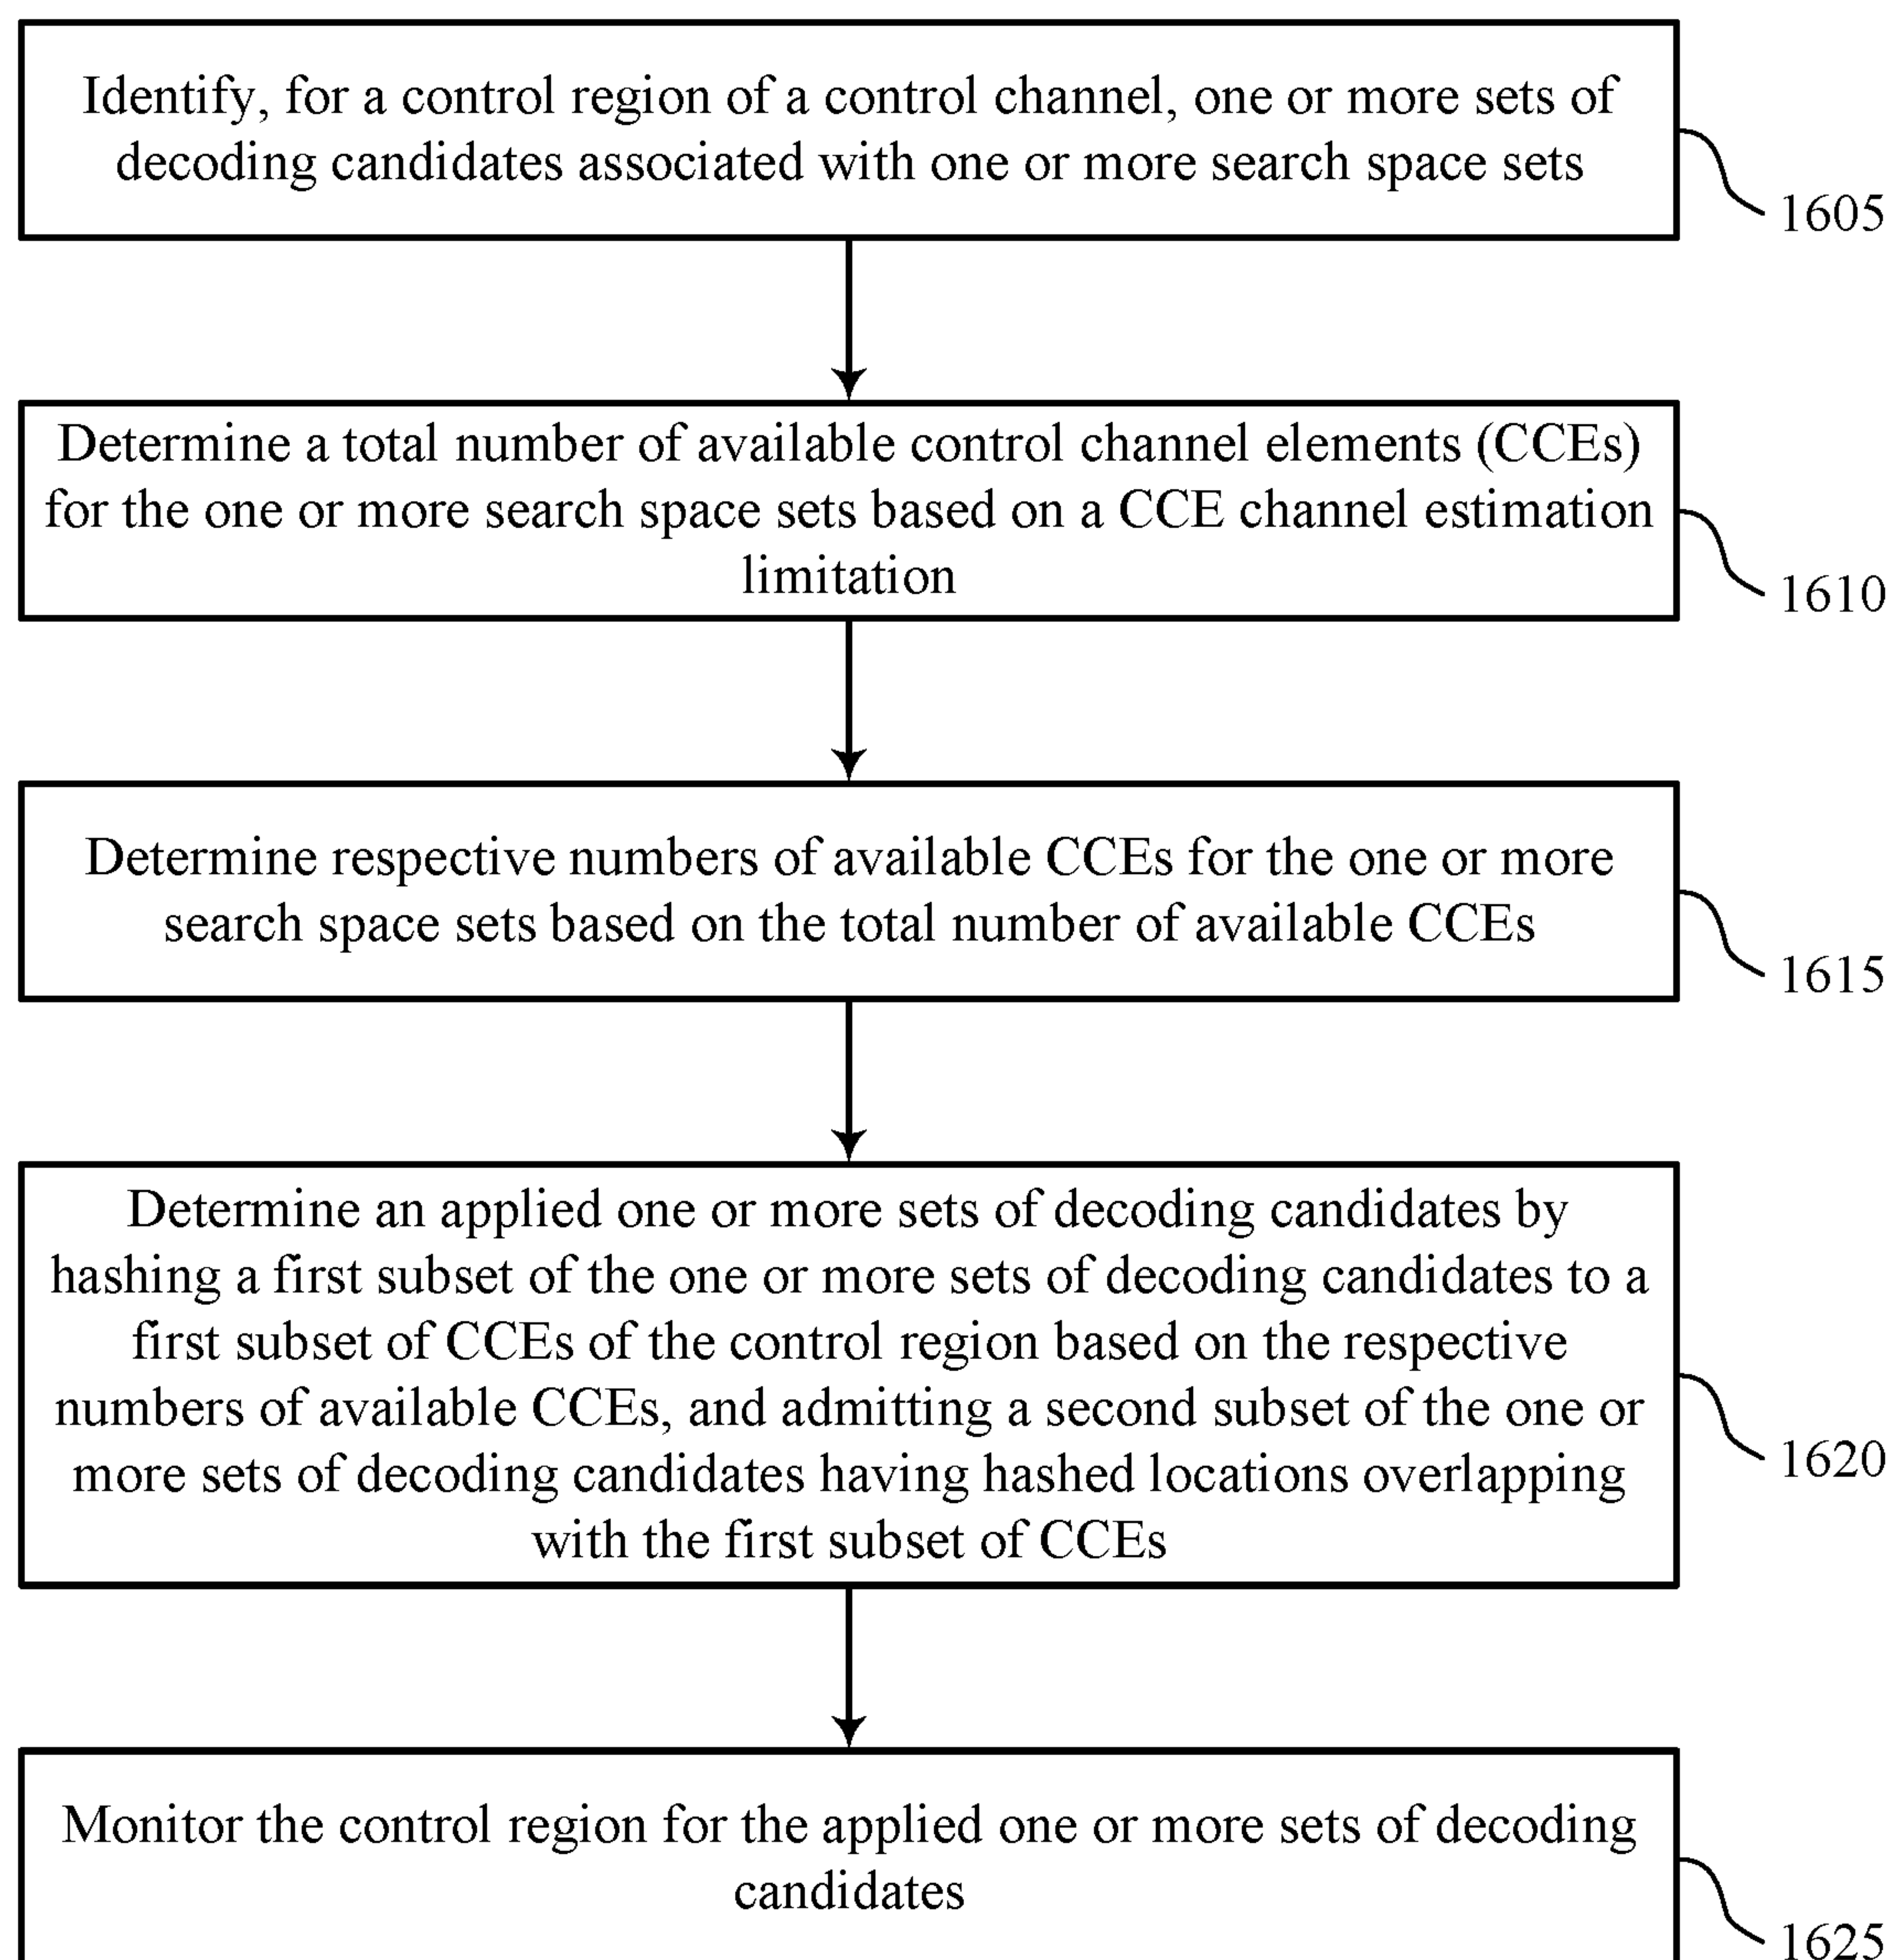 Identify, for a control region of a control channel, one or more sets of
decoding candidates associated with one or more search space sets
1605
Determine a total number of available control channel elements (CCEs)
for the one or more search space sets based on a CCE channel estimation
limitation
1610
Determine respective numbers of available CCEs for the one or more
search space sets based on the total number of available CCEs
1615
Determine an applied one or more sets of decoding candidates by
hashing a first subset of the one or more sets of decoding candidates to a
first subset of CCEs of the control region based on the respective
numbers of available CCEs, and admitting a second subset of the one or
more sets of decoding candidates having hashed locations overlapping
with the first subset of CCEs
1620
Monitor the control region for the applied one or more sets of decoding
candidates
1625